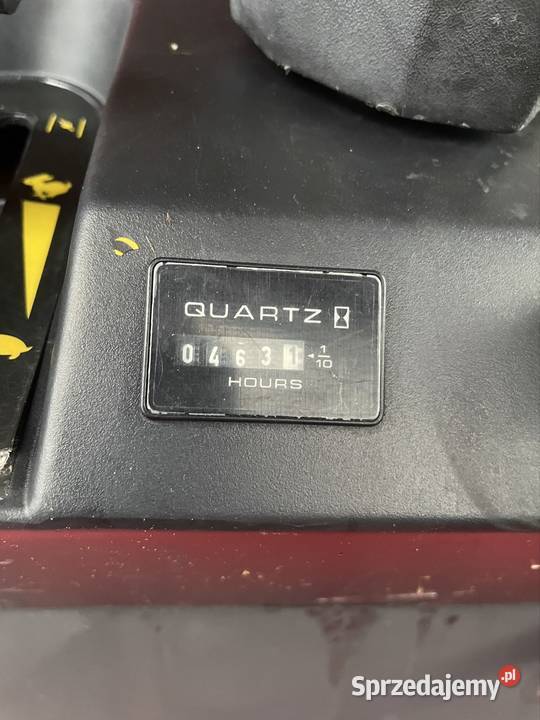 QUARTZ
04631 1/10
HOURS
Sprzedajemy.pl